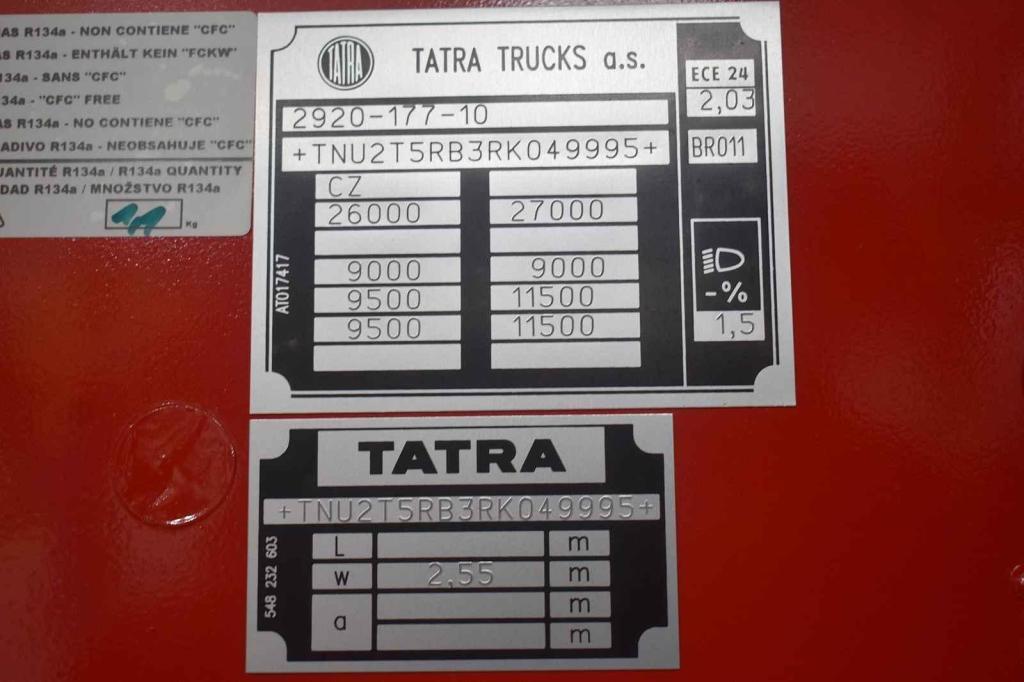 AS R134a - NON CONTIENE "CFC"
AS R134a - ENTHÄLT KEIN "FCKW"
134a - SANS "CFC"
34a - "CFC" FREE
AS R134a - NO CONTIENE "CFC"
ADIVO R134a - NEOBSAHUJE "CFC"
UANTITÉ R134a / R134a QUANTITY
DAD R134a / MNOŽSTVO R134a
Kg
TATRA
TATRA TRUCKS a.s.
2920-177-10
+TNU2T5RB3RK049995+
CZ
26000 27000
9000 9000
9500 11500
9500 11500
AT017417
ECE 24
2,03
BR011
-%
1,5
TATRA
+TNU2T5RB3RK049995+
L m
w 2,55 m
a m
m
548 232 603